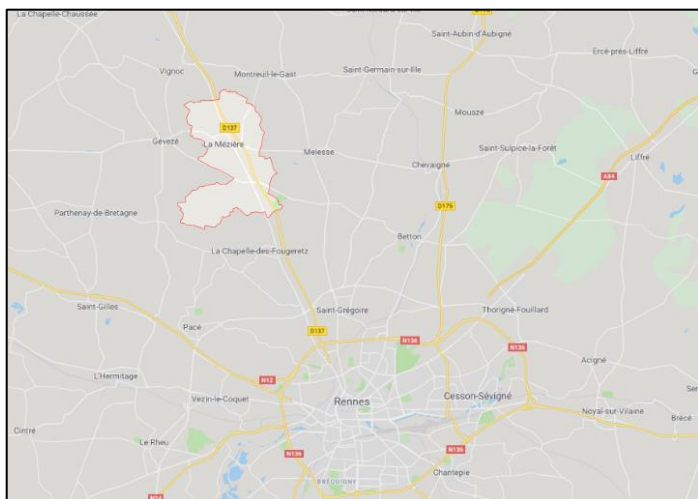 La Chapelle-Chaussée
Saint-Aubin-d'Aubigné
Ercé-près-Liffré
Vignoc
Montreuil-le-Gast
Saint-Germain-sur-Ille
Mouazé
D137
Gévezé
La Mézière
Melesse
Saint-Sulpice-la-Forêt
Liffré
Chevaigné
A84
Parthenay-de-Bretagne
D175
Betton
La Chapelle-des-Fougeretz
Saint-Gilles
Saint-Grégoire
Thorigné-Fouillard
Pacé
D137
N136
N136
Acigné
L'Hermitage
N12
Vezin-le-Coquet
Rennes
Cesson-Sévigné
Noyal-sur-Vilaine
Brécé
Cintré
Le Rheu
N136
N136
Chantepie
BRÉQUIGNY